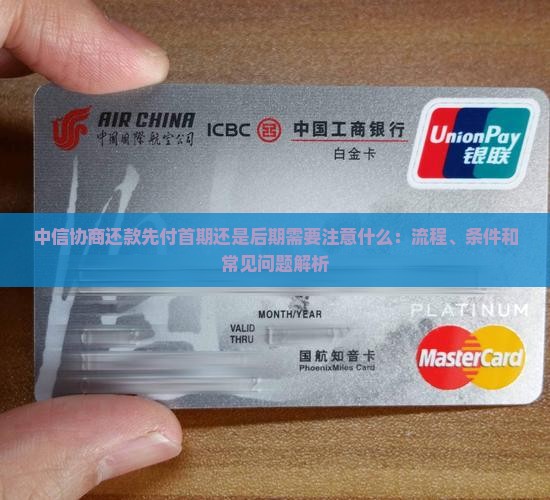 AIR CHINA
中国国际航空公司
ICBC 中国工商银行
白金卡
UnionPay
银联
中信协商还款先付首期还是后期需要注意什么：流程、条件和
常见问题解析
PLATINUM
MONTH/YEAR
VALID
THRU
国航知音卡
PhoenixMiles Card
MasterCard